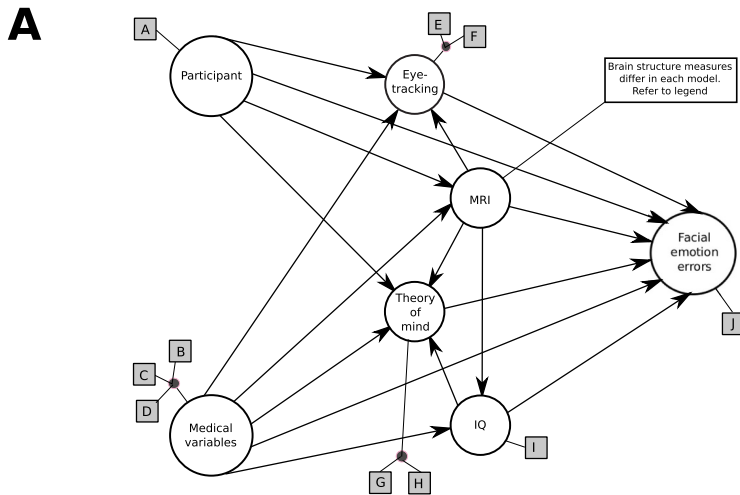 A
A
E
F
Participant
Eye-
tracking
Brain structure measures
differ in each model.
Refer to legend
MRI
Facial
emotion
errors
Theory
of
mind
J
B
C
D
Medical
variables
IQ
I
G
H